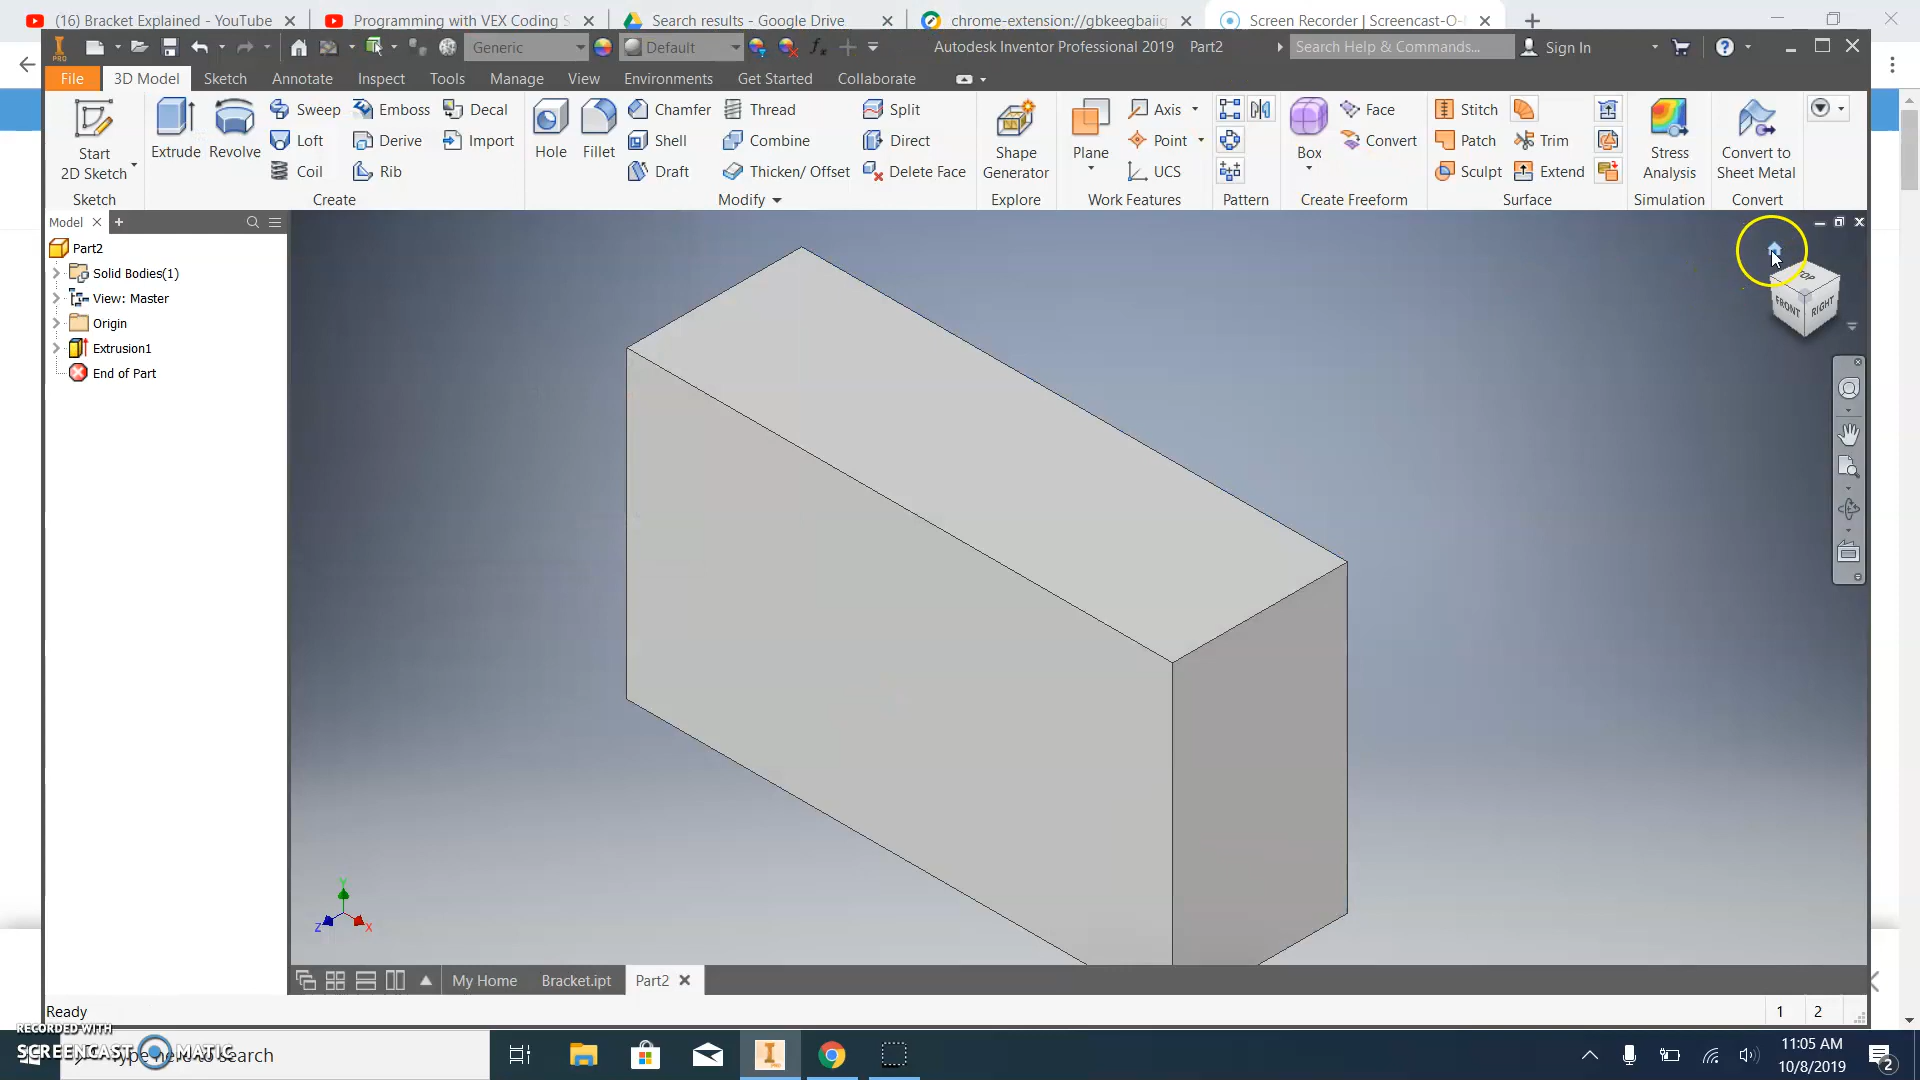 (16) Bracket Explained - YouTube
Programming with VEX Coding S
Search results - Google Drive
chrome-extension://gbkeegbaiig
Screen Recorder | Screencast-O-
PRO
Generic
Default
Autodesk Inventor Professional 2019 Part2
Search Help & Commands...
Sign In
File
3D Model
Sketch
Annotate
Inspect
Tools
Manage
View
Environments
Get Started
Collaborate
Start
2D Sketch
Extrude
Revolve
Sweep
Loft
Coil
Emboss
Derive
Rib
Decal
Import
Hole
Fillet
Chamfer
Shell
Draft
Thread
Combine
Thicken/ Offset
Split
Direct
Delete Face
Shape
Generator
Plane
Axis
Point
UCS
Box
Face
Convert
Stitch
Patch
Sculpt
Trim
Extend
Stress
Analysis
Convert to
Sheet Metal
Sketch
Create
Modify
Explore
Work Features
Pattern
Create Freeform
Surface
Simulation
Convert
Model
Part2
Solid Bodies(1)
View: Master
Origin
Extrusion1
End of Part
TOP
FRONT
RIGHT
Y
Z
X
My Home
Bracket.ipt
Part2
Ready
1
2
RECORDED WITH
SCREENCAST MATIC
Type here to search
11:05 AM
10/8/2019
2